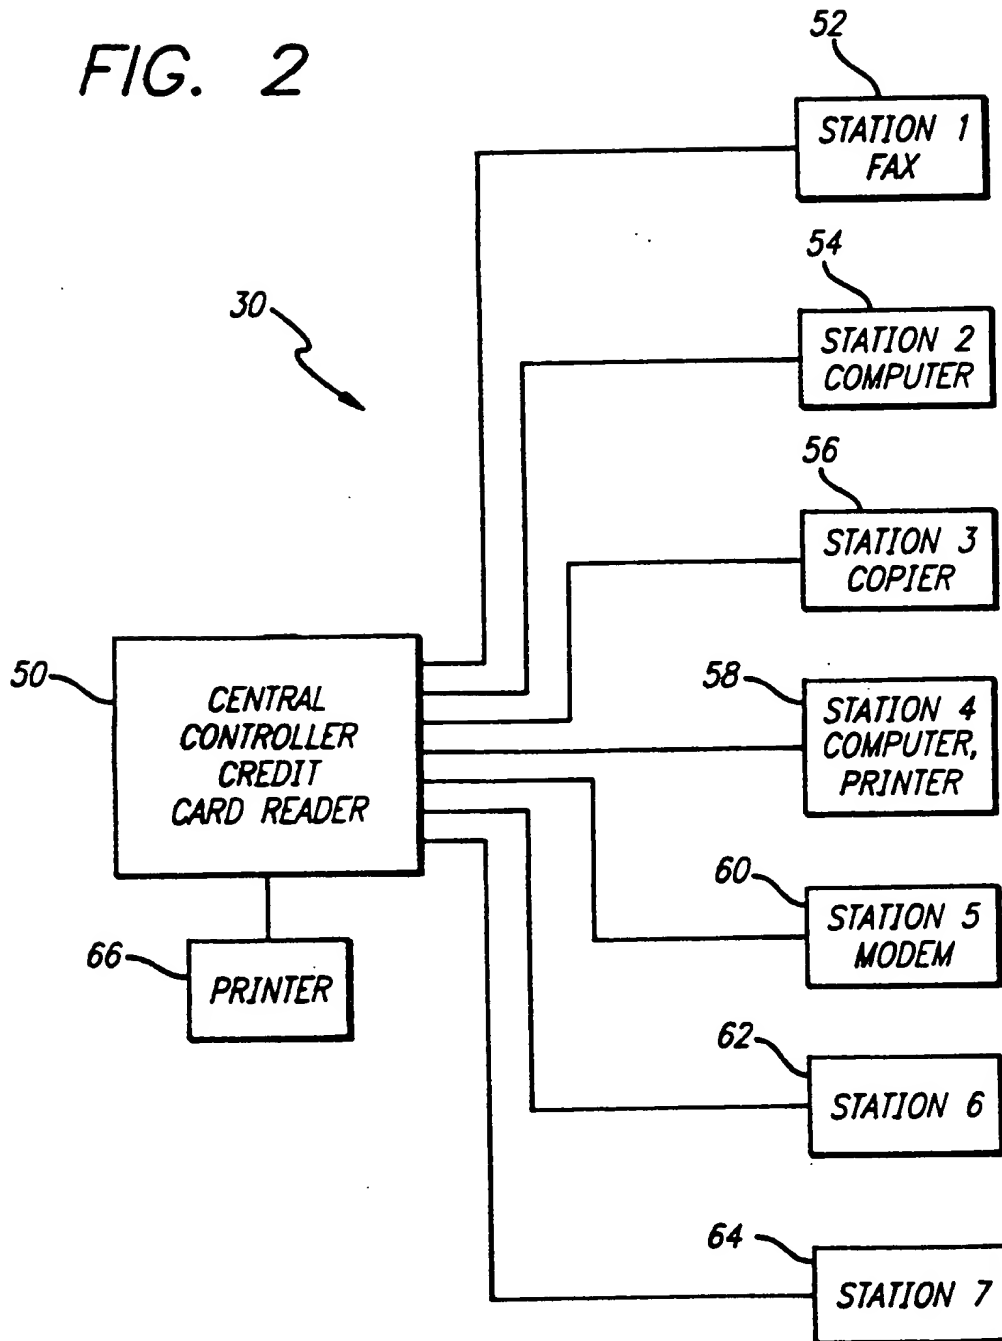 FIG. 2
52
STATION 1
FAX
54
STATION 2
COMPUTER
30
56
STATION 3
COPIER
50
CENTRAL
CONTROLLER
CREDIT
CARD READER
58
STATION 4
COMPUTER,
PRINTER
60
STATION 5
MODEM
66
PRINTER
62
STATION 6
64
STATION 7